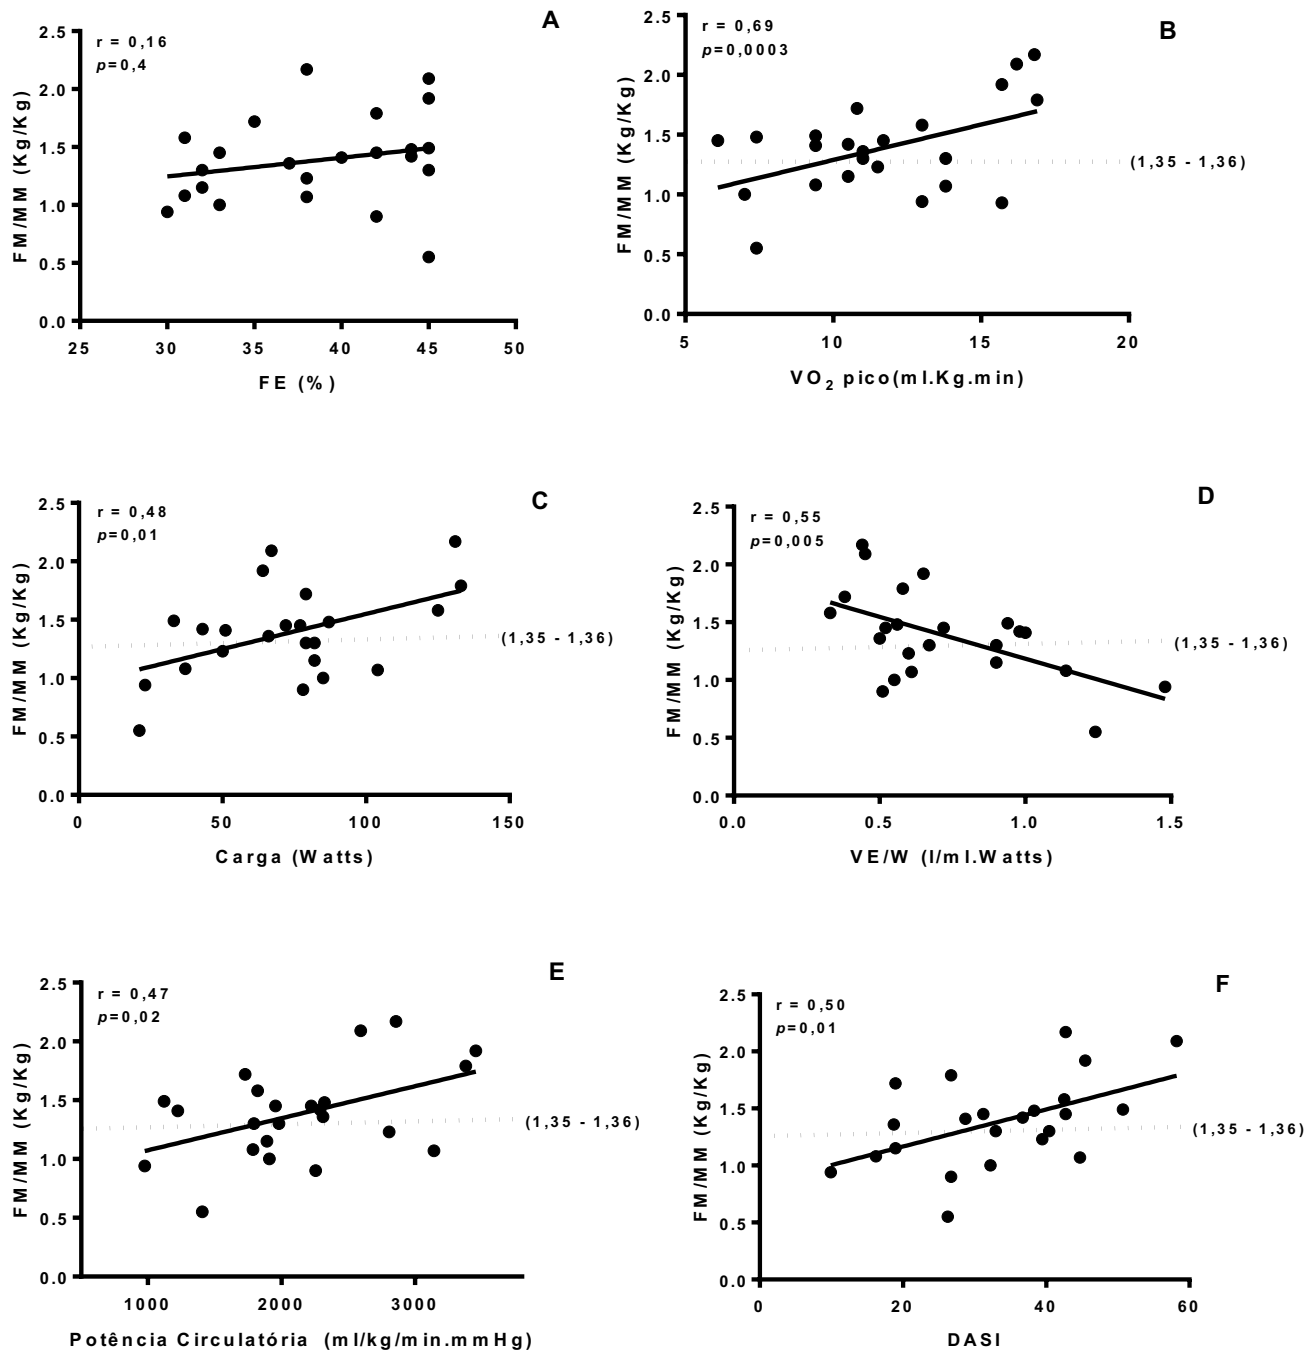 A
r = 0,16
p=0,4
FM/MM (Kg/Kg)
2.5
2.0
1.5
1.0
0.5
0.0
25 30 35 40 45 50
FE (%)
B
r = 0,69
p=0,0003
FM/MM (Kg/Kg)
2.5
2.0
1.5
1.0
0.5
0.0
(1,35 - 1,36)
5 10 15 20
VO2 pico(ml.Kg.min)
C
r = 0,48
p=0,01
FM/MM (Kg/Kg)
2.5
2.0
1.5
1.0
0.5
0.0
(1,35 - 1,36)
0 50 100 150
Carga (Watts)
D
r = 0,55
p=0,005
FM/MM (Kg/Kg)
2.5
2.0
1.5
1.0
0.5
0.0
(1,35 - 1,36)
0.0 0.5 1.0 1.5
VE/W (l/ml.Watts)
E
r = 0,47
p=0,02
FM/MM (Kg/Kg)
2.5
2.0
1.5
1.0
0.5
0.0
(1,35 - 1,36)
1000 2000 3000
Potência Circulatória (ml/kg/min.mmHg)
F
r = 0,50
p=0,01
FM/MM (Kg/Kg)
2.5
2.0
1.5
1.0
0.5
0.0
(1,35 - 1,36)
0 20 40 60
DASI